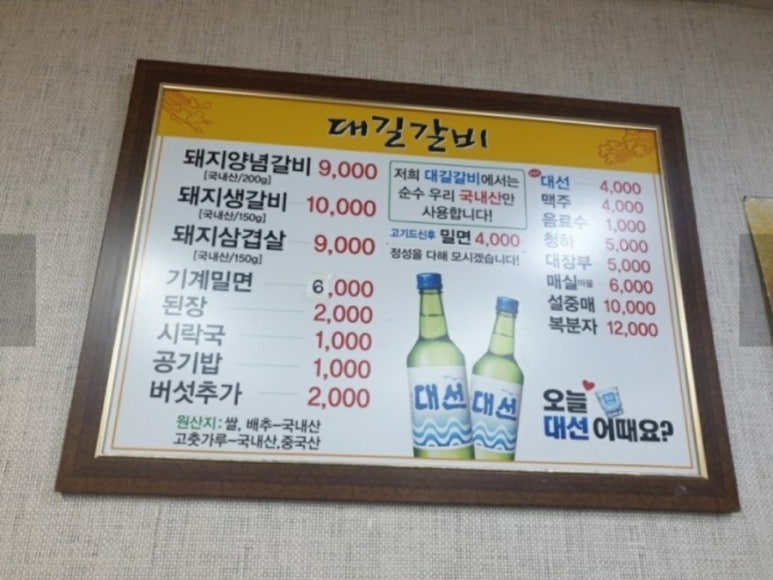 대길갈비
돼지양념갈비 9,000
[국내산/200g]
돼지생갈비 10,000
[국내산/150g]
돼지삼겹살 9,000
[국내산/150g]
기계밀면 6,000
된장 2,000
시락국 1,000
공기밥 1,000
버섯추가 2,000
원산지: 쌀, 배추-국내산
고춧가루-국내산,중국산
저희 대길갈비에서는
순수 우리 국내산만
사용합니다!
고기드신후 밀면 4,000
정성을 다해 모시겠습니다!
대선 4,000
맥주 4,000
음료수 1,000
청하 5,000
대장부 5,000
매실마을 6,000
설중매 10,000
복분자 12,000
대선
대선
오늘
대선 어때요?